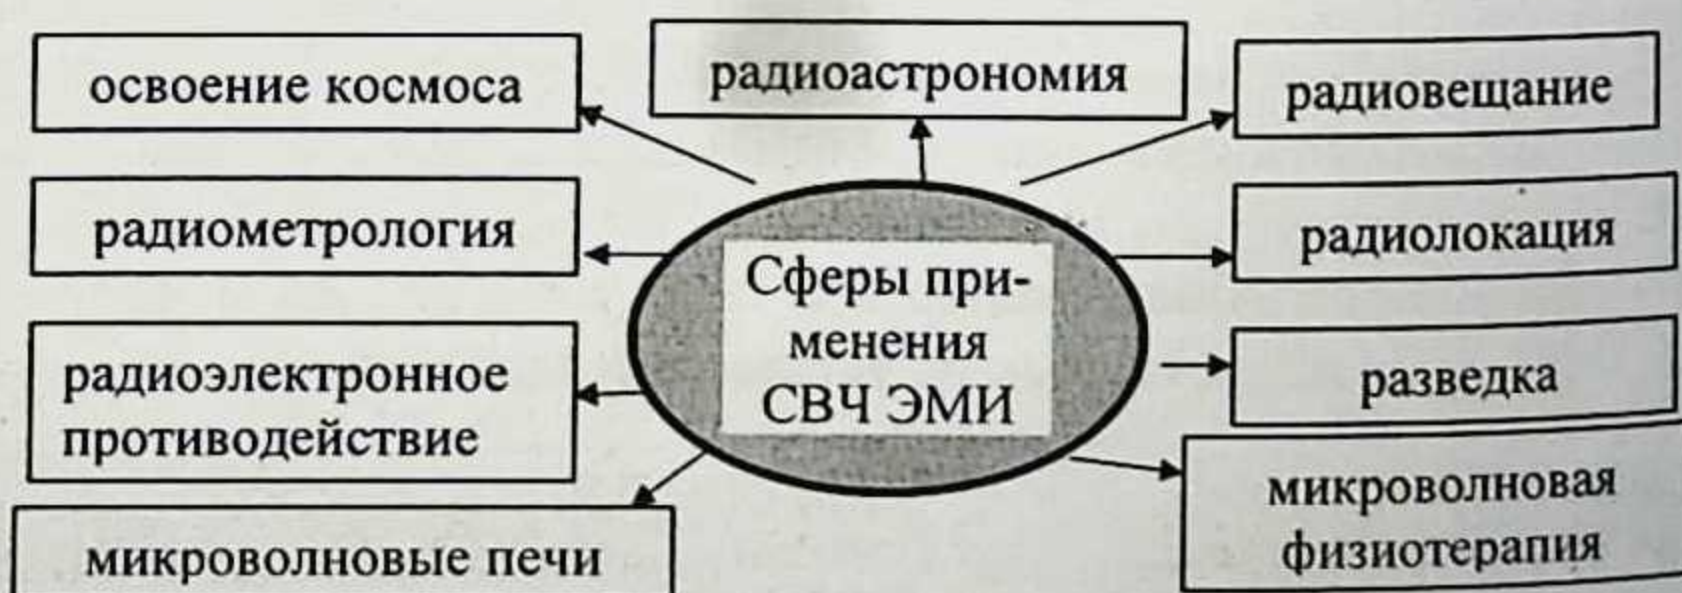 освоение космоса
радиоастрономия
радиовещание
радиометрология
радиолокация
Сферы при-
менения
СВЧ ЭМИ
радиоэлектронное
противодействие
разведка
микроволновые печи
микроволновая
физиотерапия